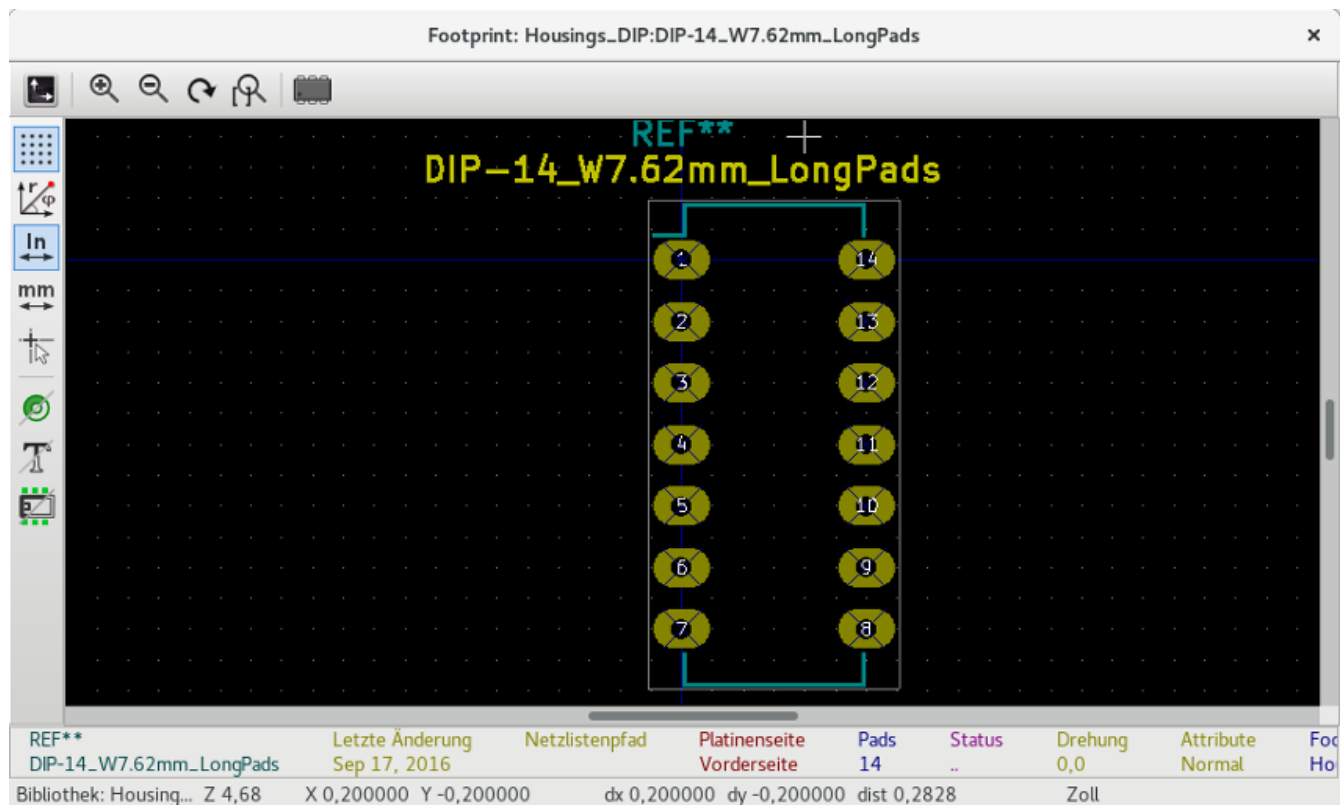 Footprint: Housings_DIP:DIP-14_W7.62mm_LongPads ×
In
mm
REF**
DIP-14_W7.62mm_LongPads
1 14
2 13
3 12
4 11
5 10
6 9
7 8
REF** Letzte Änderung Netzlistenpfad Platinenseite Pads Status Drehung Attribute Foo
DIP-14_W7.62mm_LongPads Sep 17, 2016 Vorderseite 14 .. 0,0 Normal Ho
Bibliothek: Housing... Z 4,68 X 0,200000 Y -0,200000 dx 0,200000 dy -0,200000 dist 0,2828 Zoll